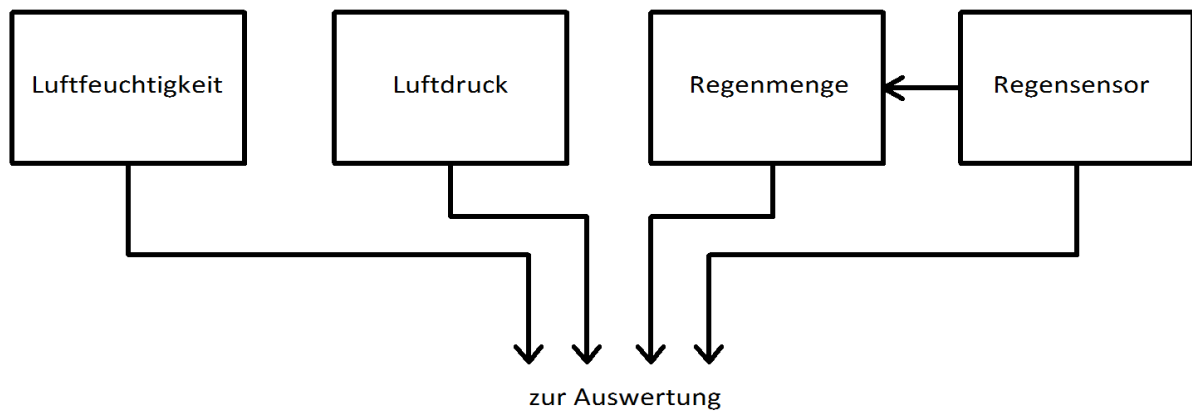 Luftfeuchtigkeit
Luftdruck
Regenmenge
Regensensor
zur Auswertung